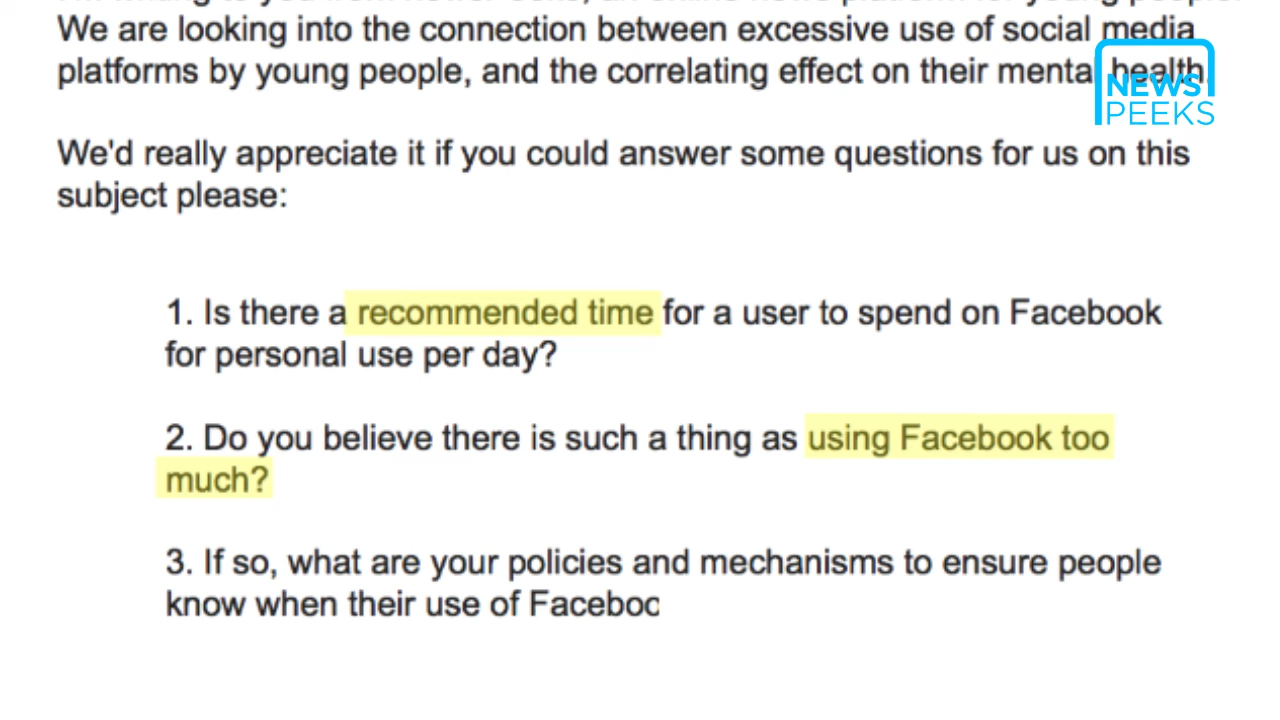 We are looking into the connection between excessive use of social media
platforms by young people, and the correlating effect on their mental health.
NEWS
PEEKS
We'd really appreciate it if you could answer some questions for us on this
subject please:
1. Is there a recommended time for a user to spend on Facebook
for personal use per day?
2. Do you believe there is such a thing as using Facebook too
much?
3. If so, what are your policies and mechanisms to ensure people
know when their use of Faceboo